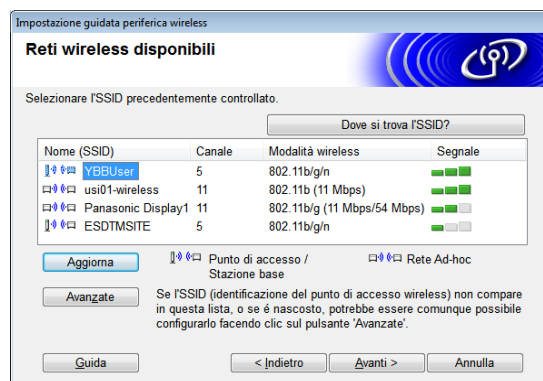 Impostazione guidata periferica wireless
Reti wireless disponibili
Selezionare l'SSID precedentemente controllato.
Dove si trova l'SSID?
Nome (SSID) Canale Modalità wireless Segnale
YBBUser 5 802.11b/g/n
usi01-wireless 11 802.11b (11 Mbps)
Panasonic Display1 11 802.11b/g (11 Mbps/54 Mbps)
ESDTMSITE 5 802.11b/g/n
Aggiorna
Punto di accesso /
Stazione base
Rete Ad-hoc
Avanzate
Se l'SSID (identificazione del punto di accesso wireless) non compare
in questa lista, o se é nascosto, potrebbe essere comunque possibile
configurarlo facendo clic sul pulsante 'Avanzate'.
Guida
< Indietro
Avanti >
Annulla